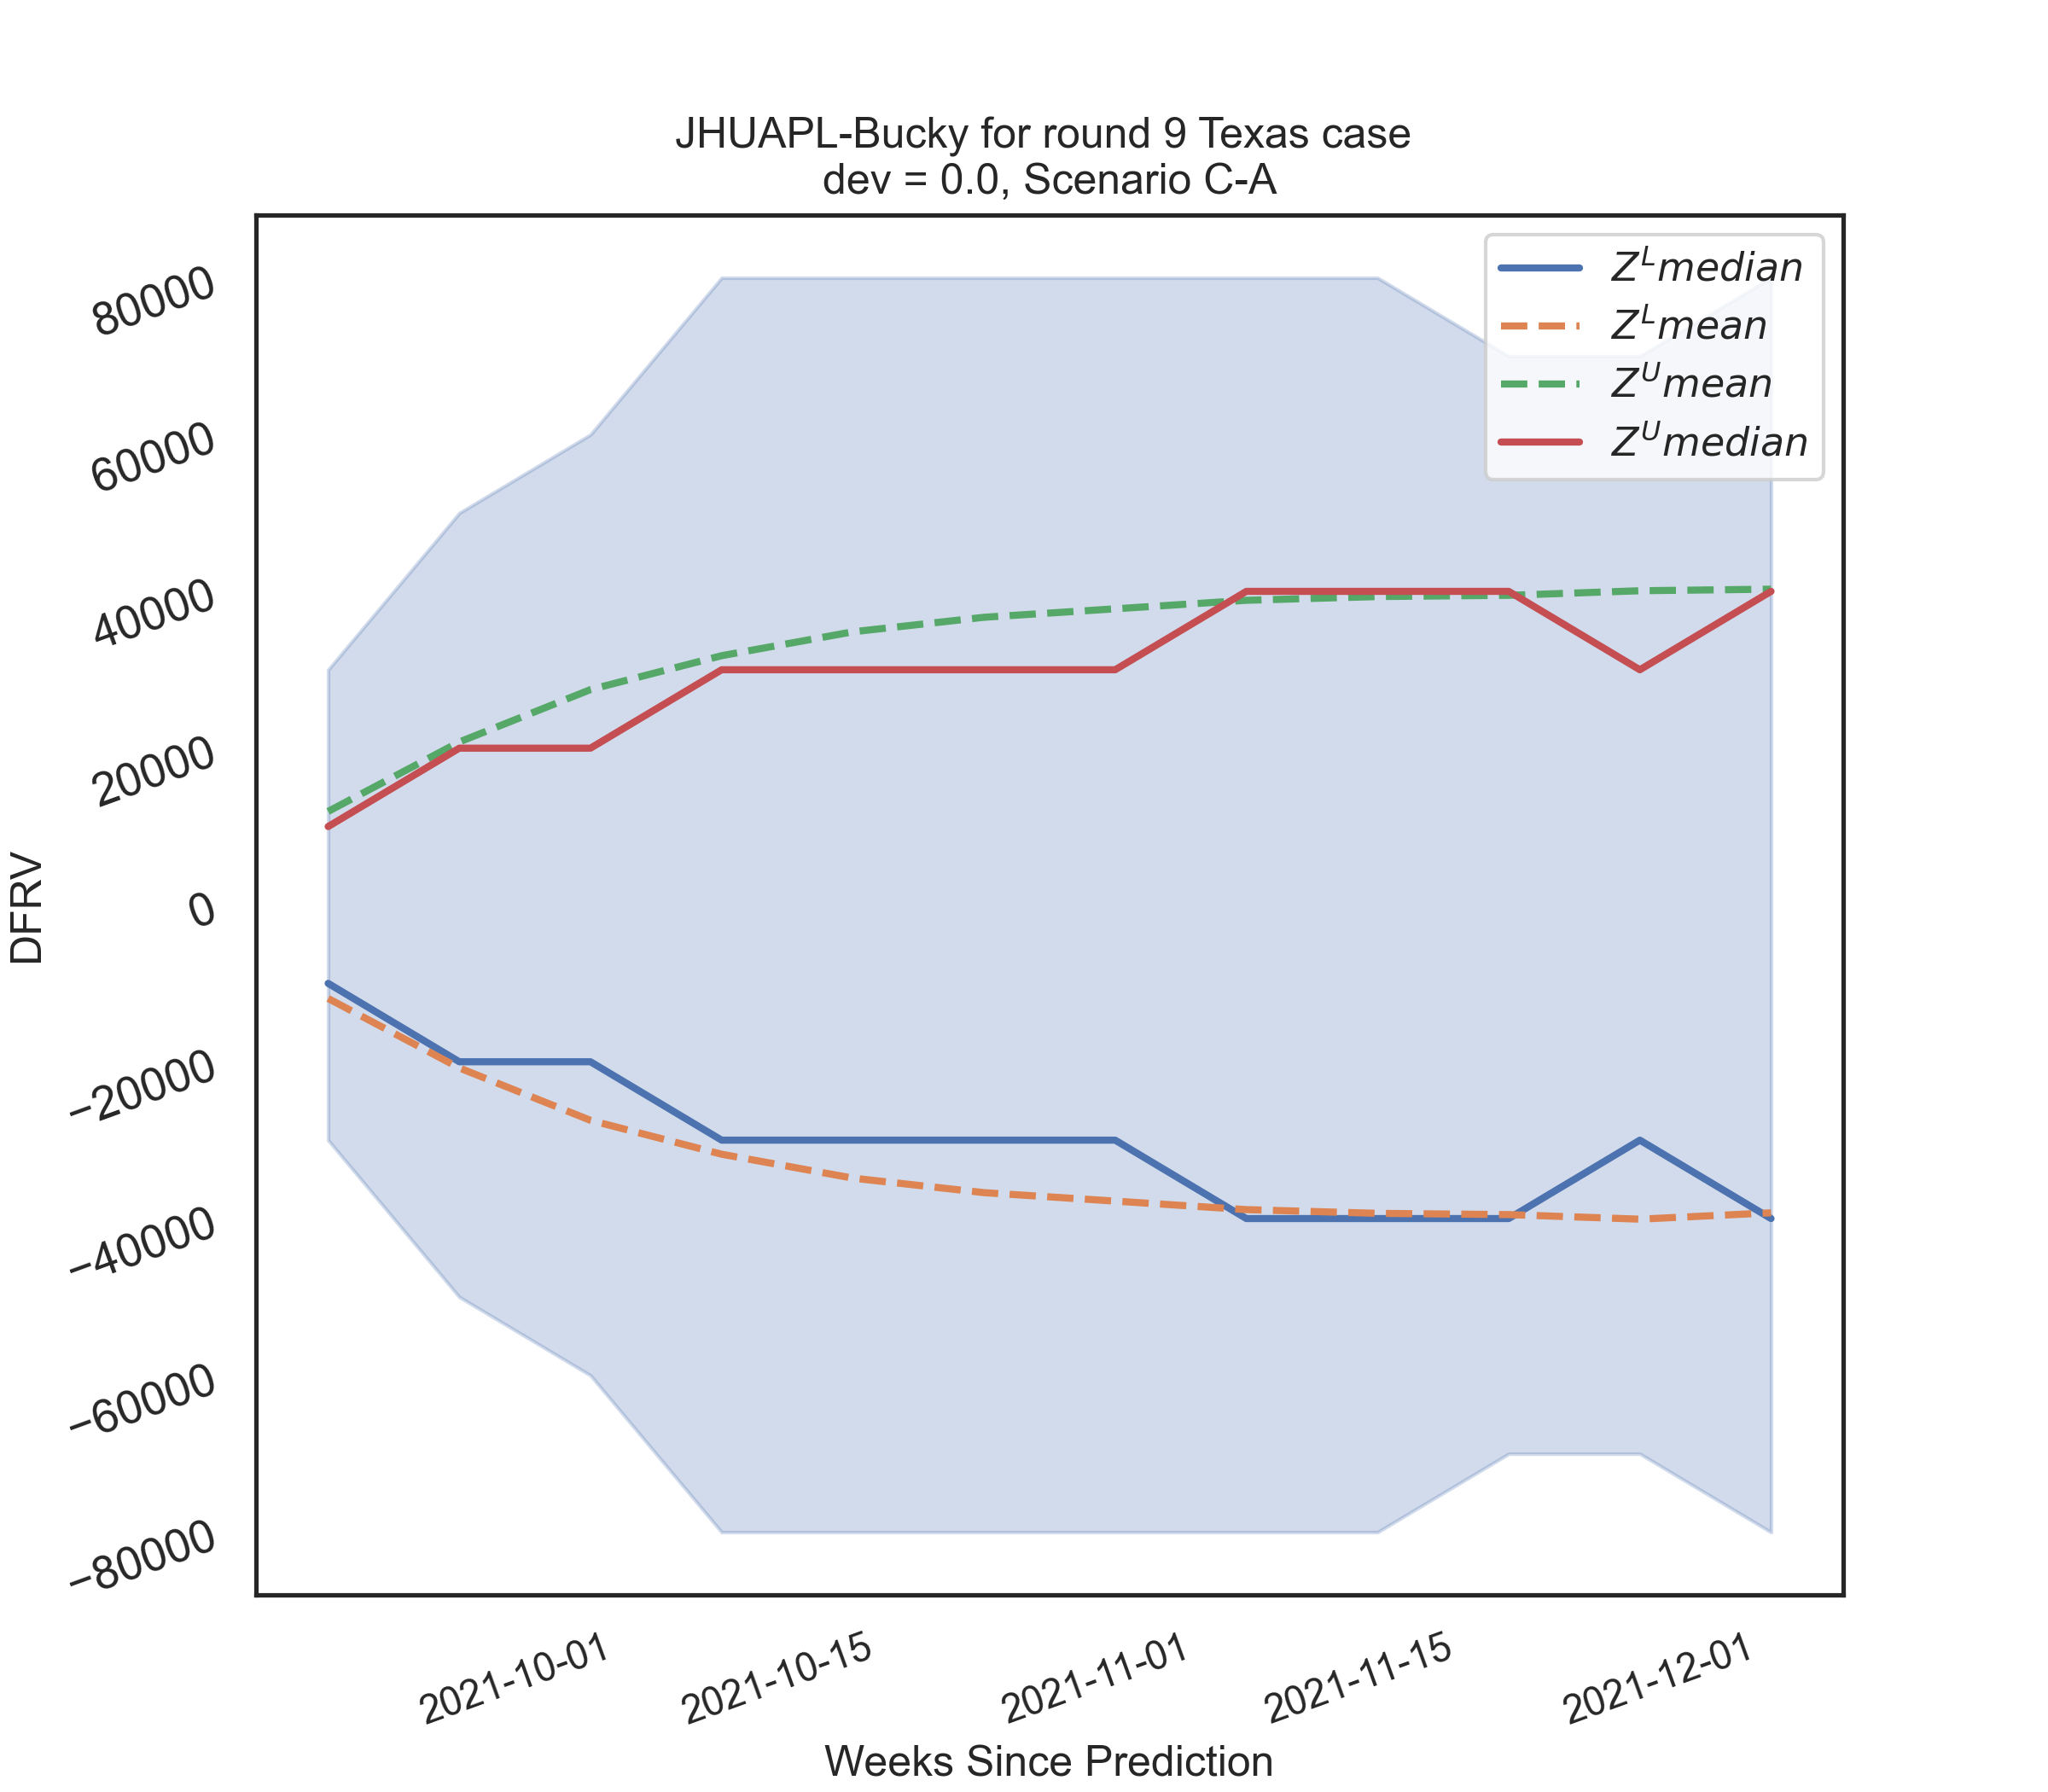 JHUAPL-Bucky for round 9 Texas case
dev = 0.0, Scenario C-A
Z^L median
Z^L mean
Z^U mean
Z^U median
80000
60000
40000
20000
0
−20000
−40000
−60000
−80000
DFRV
2021-10-01
2021-10-15
2021-11-01
2021-11-15
2021-12-01
Weeks Since Prediction